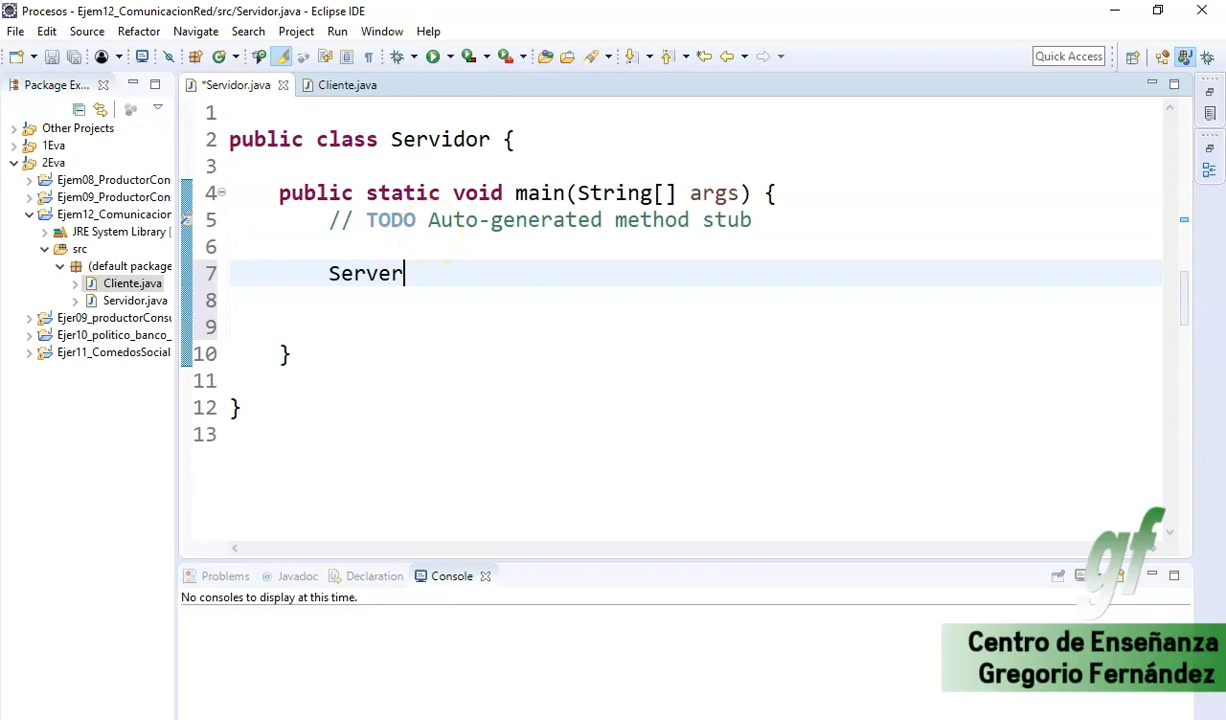 Procesos - Ejem12_ComunicacionRed/src/Servidor.java - Eclipse IDE
File Edit Source Refactor Navigate Search Project Run Window Help
Quick Access
Package Ex...
*Servidor.java
Cliente.java
Other Projects
1Eva
2Eva
Ejem08_ProductorCon
Ejem09_ProductorCon
Ejem12_Comunicacion
JRE System Library [
src
(default package
Cliente.java
Servidor.java
Ejer09_productorConsu
Ejer10_politico_banco_
Ejer11_ComedosSocial
1
2 public class Servidor {
3
4 public static void main(String[] args) {
5 // TODO Auto-generated method stub
6
7 Server
8
9
10 }
11
12 }
13
Problems @ Javadoc Declaration Console
No consoles to display at this time.
gf
Centro de Enseñanza
Gregorio Fernández